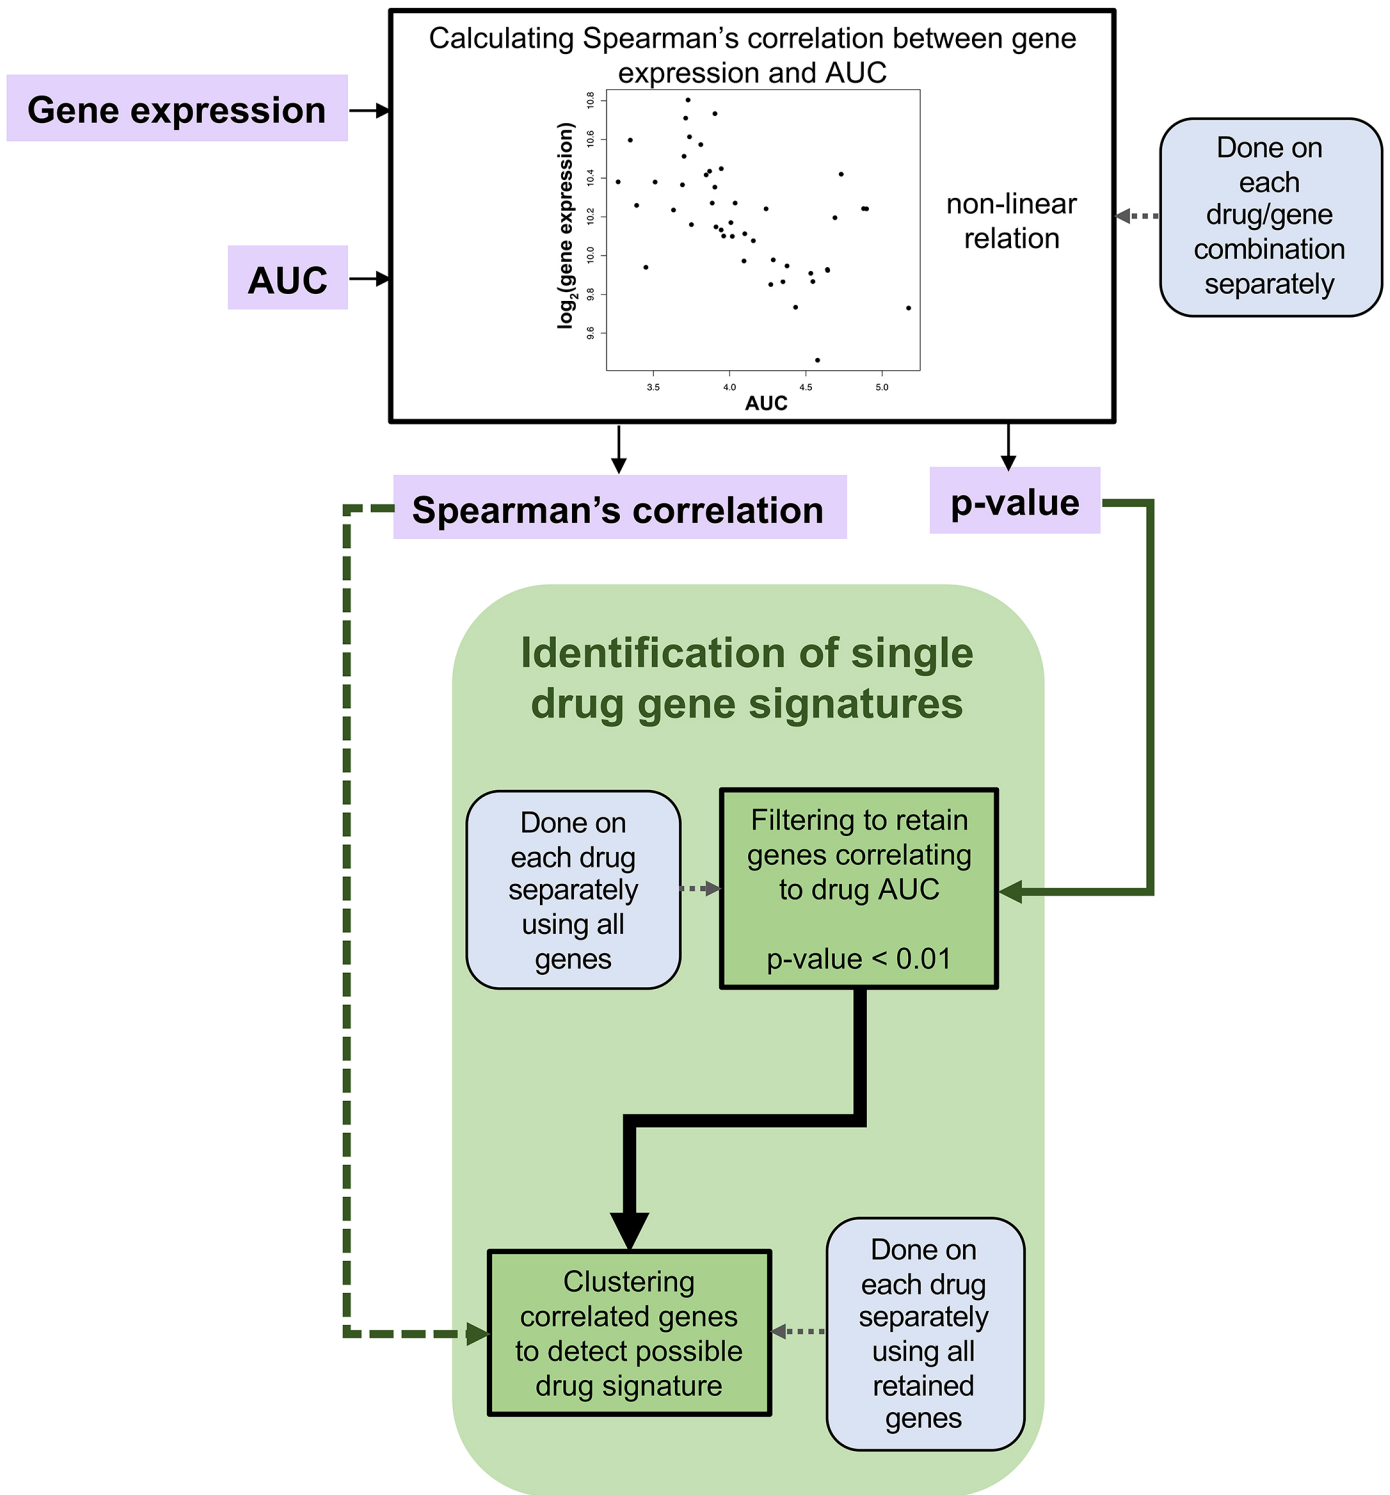 Calculating Spearman's correlation between gene
expression and AUC
Gene expression
AUC
log2(gene expression)
10.8
10.6
10.4
10.2
10.0
9.8
9.6
3.5
4.0
4.5
5.0
AUC
non-linear
relation
Done on
each
drug/gene
combination
separately
Spearman's correlation
p-value
Identification of single
drug gene signatures
Done on
each drug
separately
using all
genes
Filtering to retain
genes correlating
to drug AUC
p-value < 0.01
Clustering
correlated genes
to detect possible
drug signature
Done on
each drug
separately
using all
retained
genes